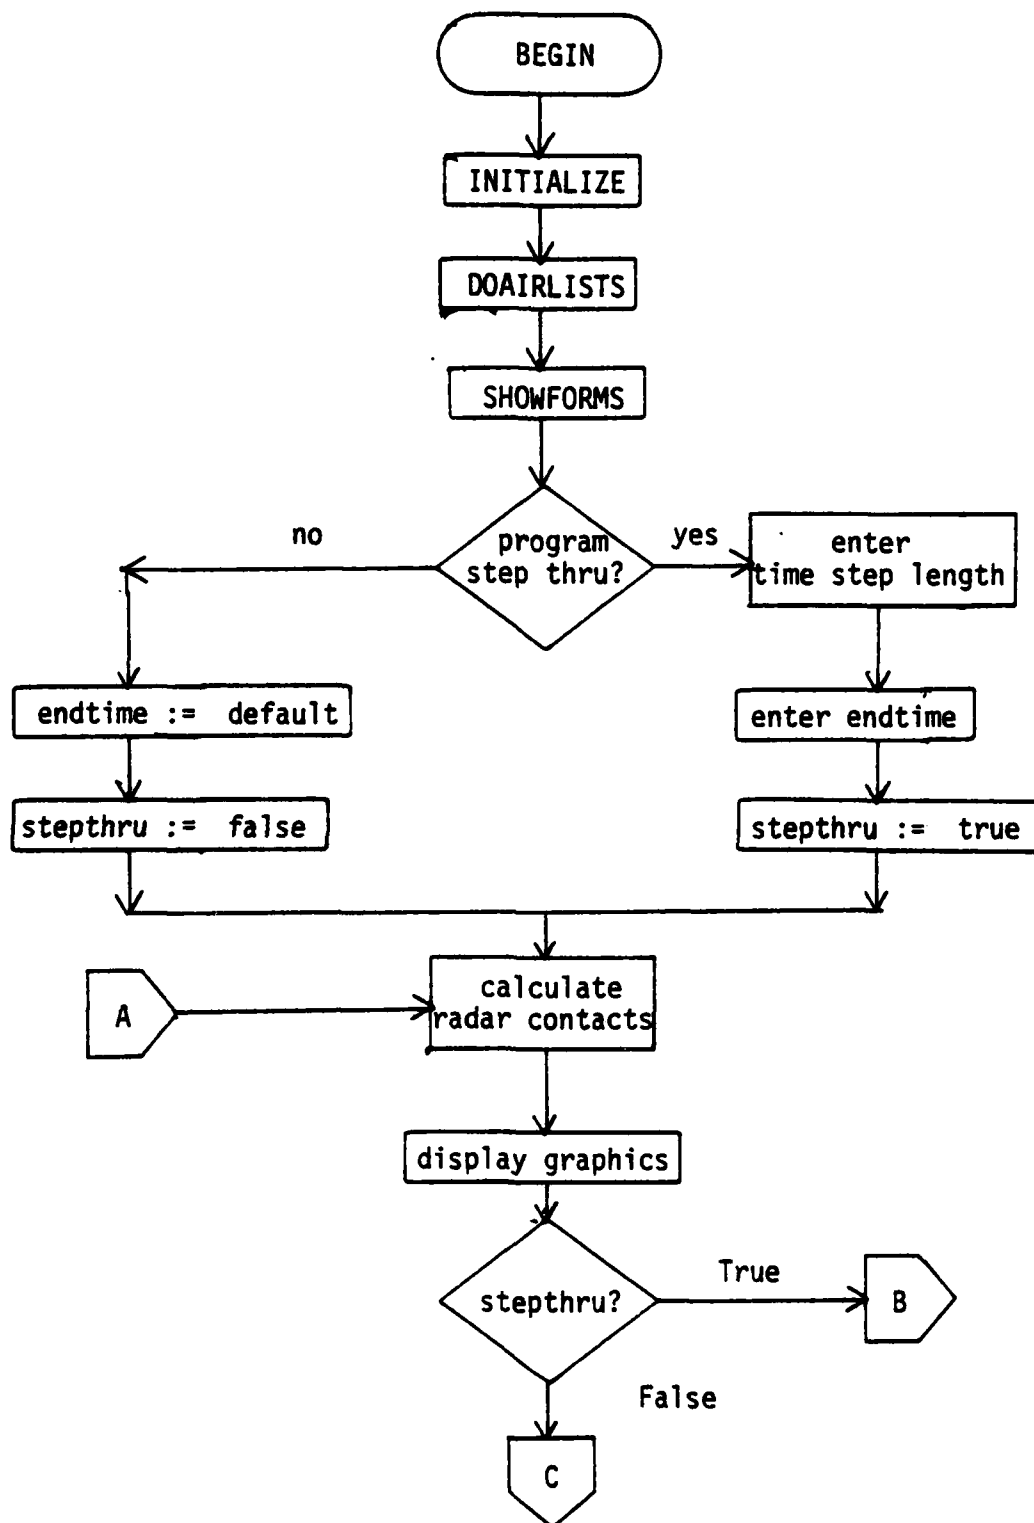 BEGIN
INITIALIZE
DOAIRLISTS
SHOWFORMS
no
program
step thru?
yes
enter
time step length
endtime := default
enter endtime
stepthru := false
stepthru := true
A
calculate
radar contacts
display graphics
stepthru?
True
B
False
C